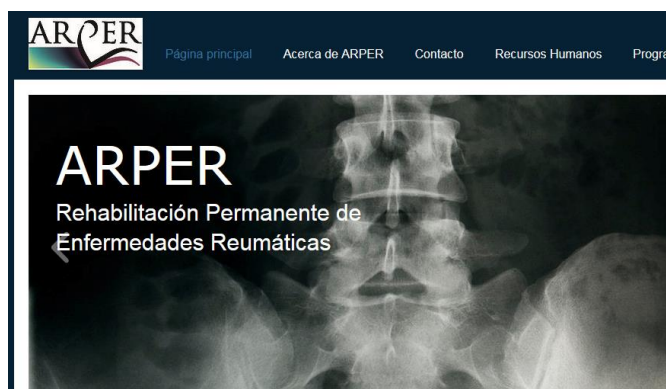 ARPER
Página principal Acerca de ARPER Contacto Recursos Humanos
ARPER
Rehabilitación Permanente de
Enfermedades Reumáticas